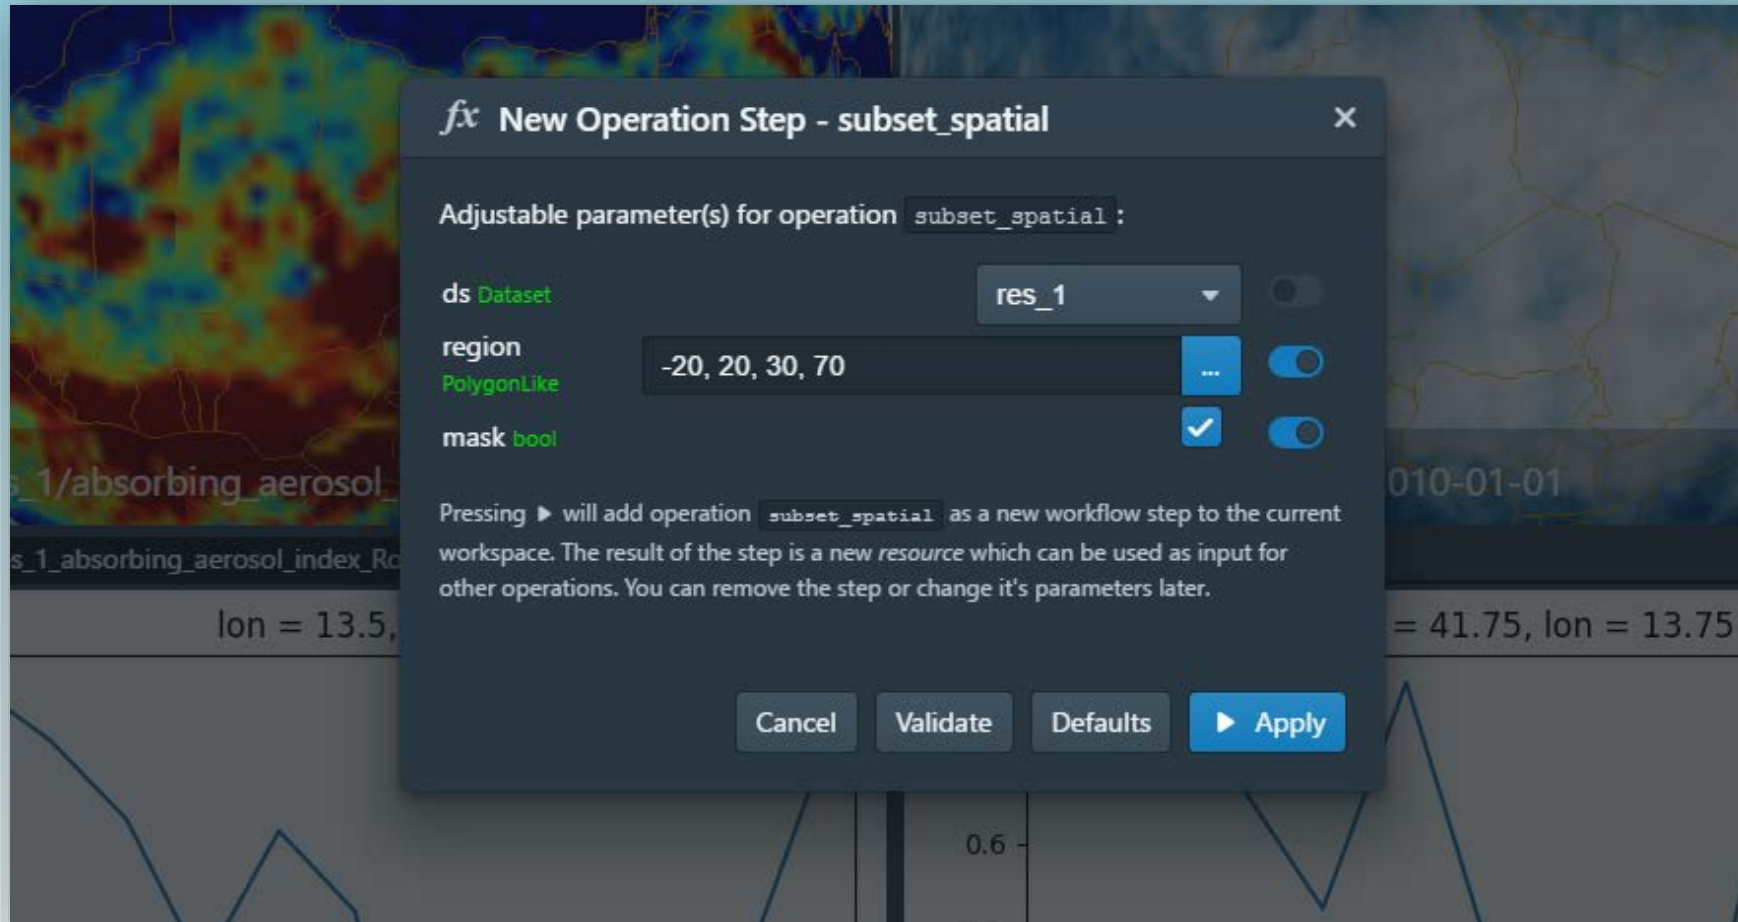 fx New Operation Step - subset_spatial
Adjustable parameter(s) for operation subset_spatial :
ds Dataset
res_1
region
PolygonLike
-20, 20, 30, 70
...
mask bool
Pressing ▶ will add operation subset_spatial as a new workflow step to the current
workspace. The result of the step is a new resource which can be used as input for
other operations. You can remove the step or change it's parameters later.
Cancel Validate Defaults ▶ Apply
s_1/absorbing_aerosol_
010-01-01
s_1_absorbing_aerosol_index_Ro
lon = 13.5,
= 41.75, lon = 13.75
0.6